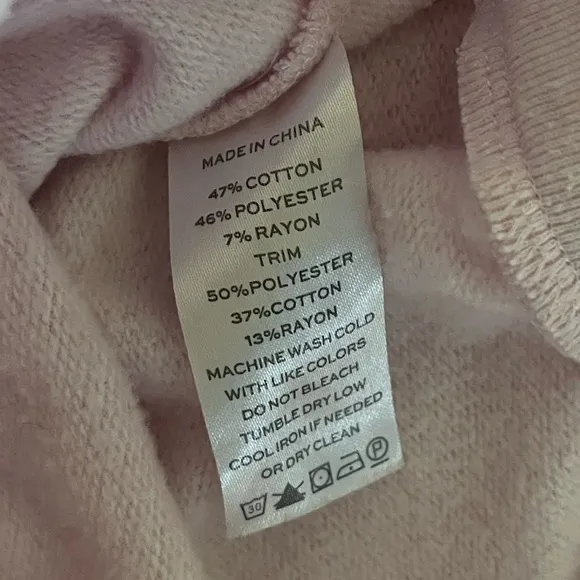 MADE IN CHINA
47% COTTON
46% POLYESTER
7% RAYON
TRIM
50%POLYESTER
37%COTTON
13%RAYON
MACHINE WASH COLD
WITH LIKE COLORS
DO NOT BLEACH
TUMBLE DRY LOW
COOL IRON IF NEEDED
OR DRY CLEAN
30 P